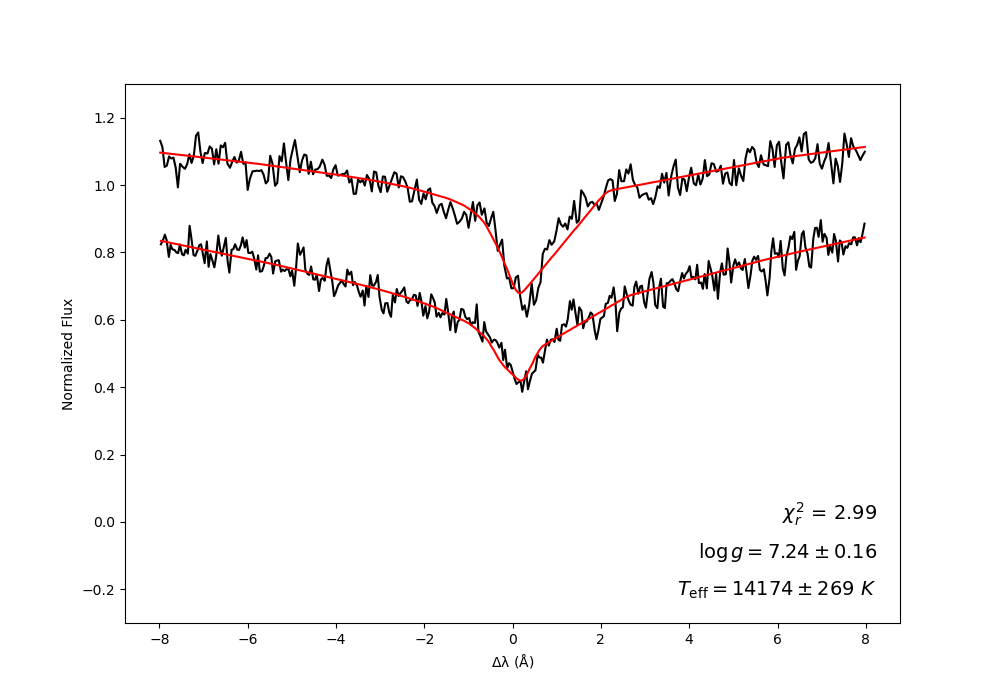 1.2
1.0
0.8
0.6
0.4
0.2
0.0
−0.2
Normalized Flux
χ²ᵣ = 2.99
log g = 7.24 ± 0.16
T_eff = 14174 ± 269 K
−8 −6 −4 −2 0 2 4 6 8
Δλ (Å)